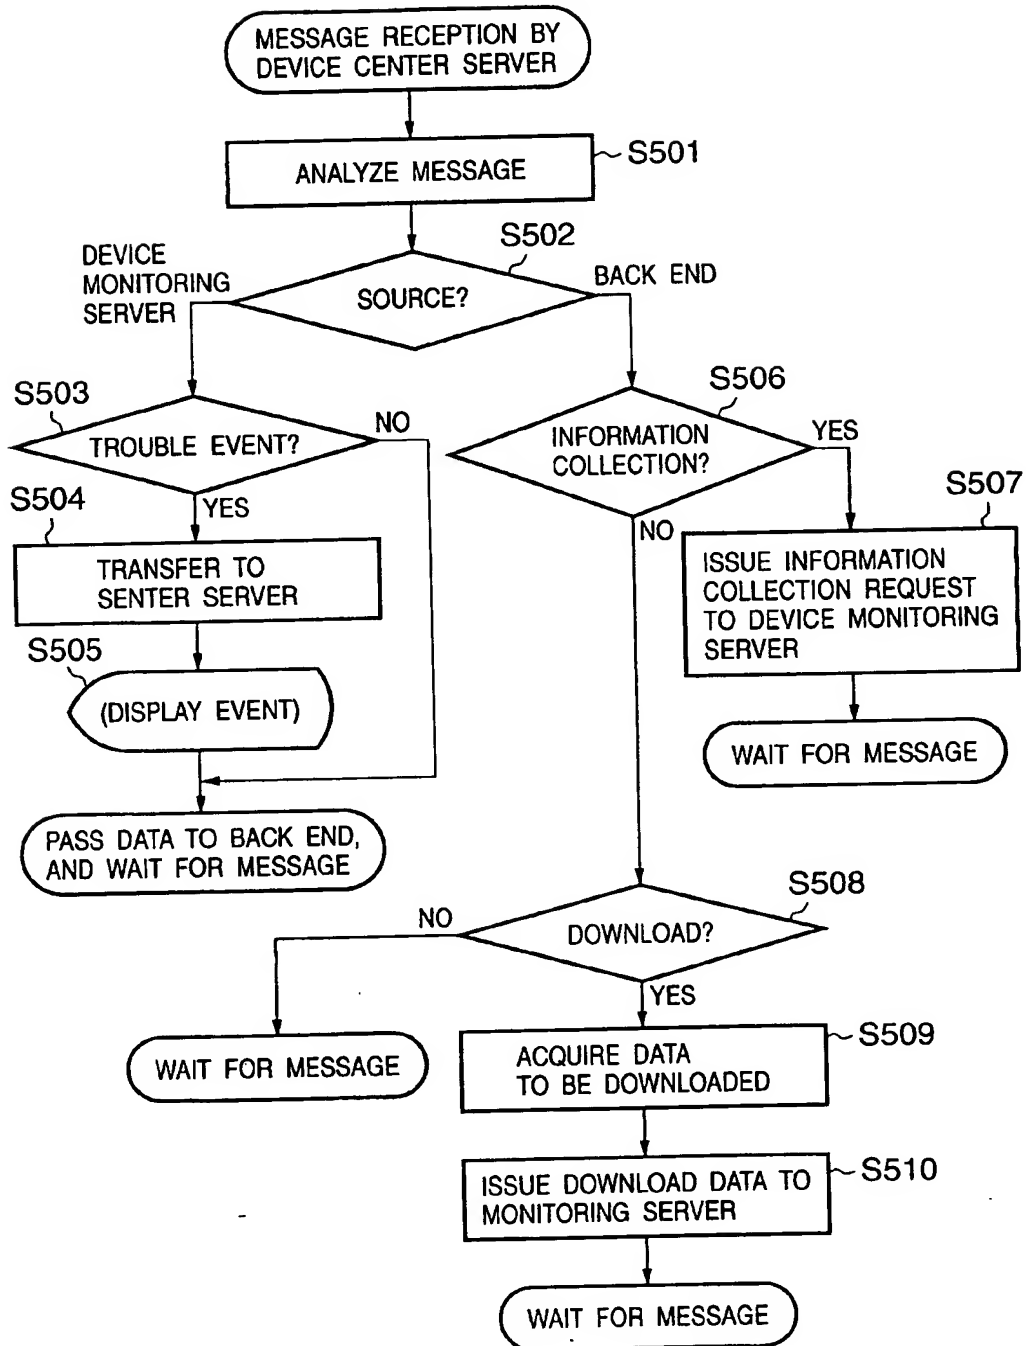 MESSAGE RECEPTION BY
DEVICE CENTER SERVER
ANALYZE MESSAGE
S501
S502
DEVICE
MONITORING
SERVER
SOURCE?
BACK END
S503
TROUBLE EVENT?
NO
YES
S506
INFORMATION
COLLECTION?
YES
NO
S504
TRANSFER TO
SENTER SERVER
S507
ISSUE INFORMATION
COLLECTION REQUEST
TO DEVICE MONITORING
SERVER
S505
(DISPLAY EVENT)
WAIT FOR MESSAGE
PASS DATA TO BACK END,
AND WAIT FOR MESSAGE
S508
DOWNLOAD?
NO
YES
WAIT FOR MESSAGE
S509
ACQUIRE DATA
TO BE DOWNLOADED
S510
ISSUE DOWNLOAD DATA TO
MONITORING SERVER
WAIT FOR MESSAGE